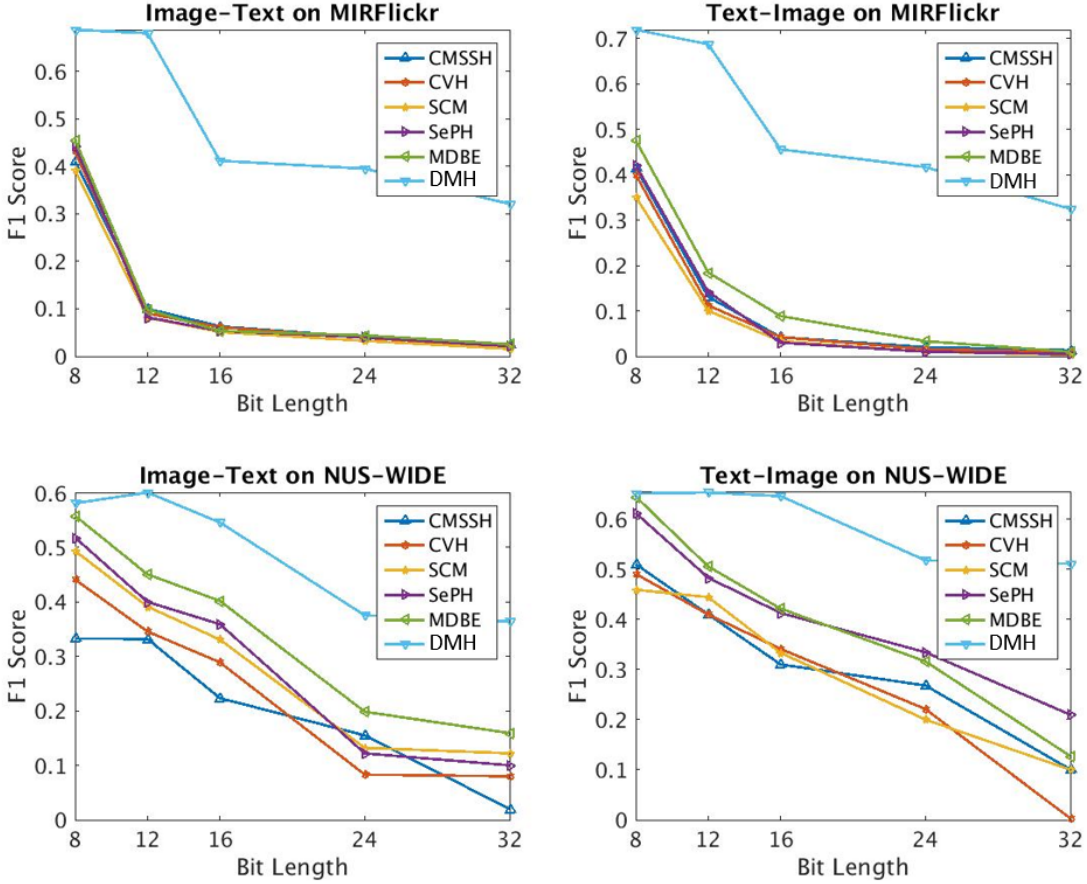 Image-Text on MIRFlickr
F1 Score
0.6
0.5
0.4
0.3
0.2
0.1
0
8 12 16 24 32
Bit Length
CMSSH
CVH
SCM
SePH
MDBE
DMH
Text-Image on MIRFlickr
F1 Score
0.7
0.6
0.5
0.4
0.3
0.2
0.1
0
8 12 16 24 32
Bit Length
CMSSH
CVH
SCM
SePH
MDBE
DMH
Image-Text on NUS-WIDE
F1 Score
0.6
0.5
0.4
0.3
0.2
0.1
0
8 12 16 24 32
Bit Length
CMSSH
CVH
SCM
SePH
MDBE
DMH
Text-Image on NUS-WIDE
F1 Score
0.6
0.5
0.4
0.3
0.2
0.1
0
8 12 16 24 32
Bit Length
CMSSH
CVH
SCM
SePH
MDBE
DMH